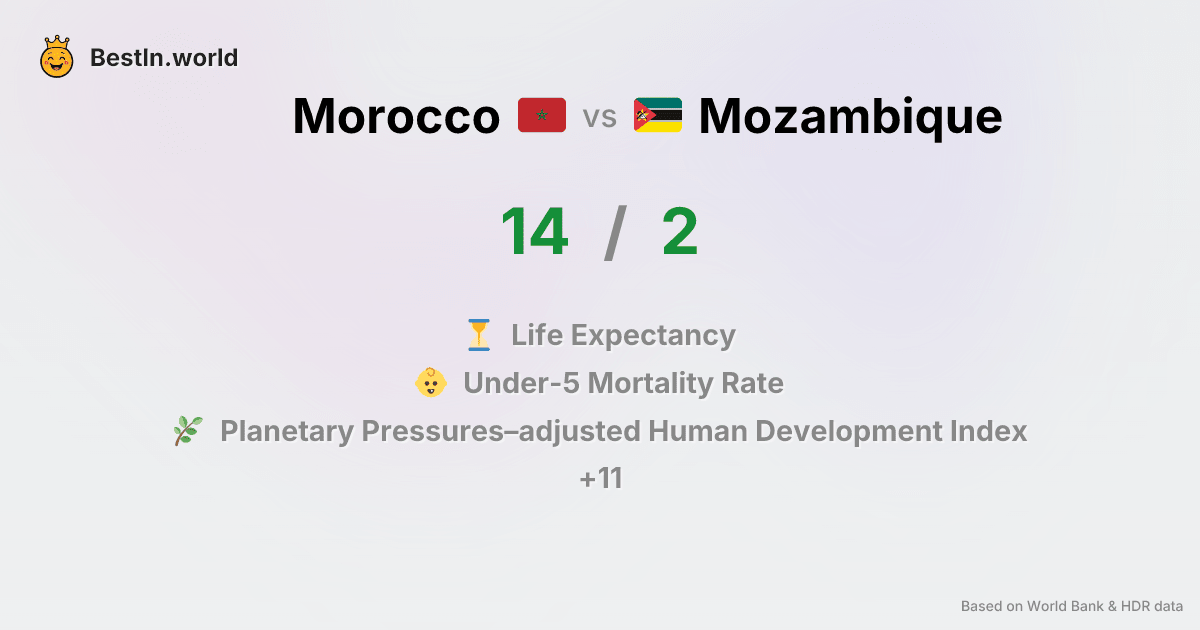 BestIn.world
Morocco vs Mozambique
14 / 2
Life Expectancy
Under-5 Mortality Rate
Planetary Pressures–adjusted Human Development Index
+11
Based on World Bank & HDR data